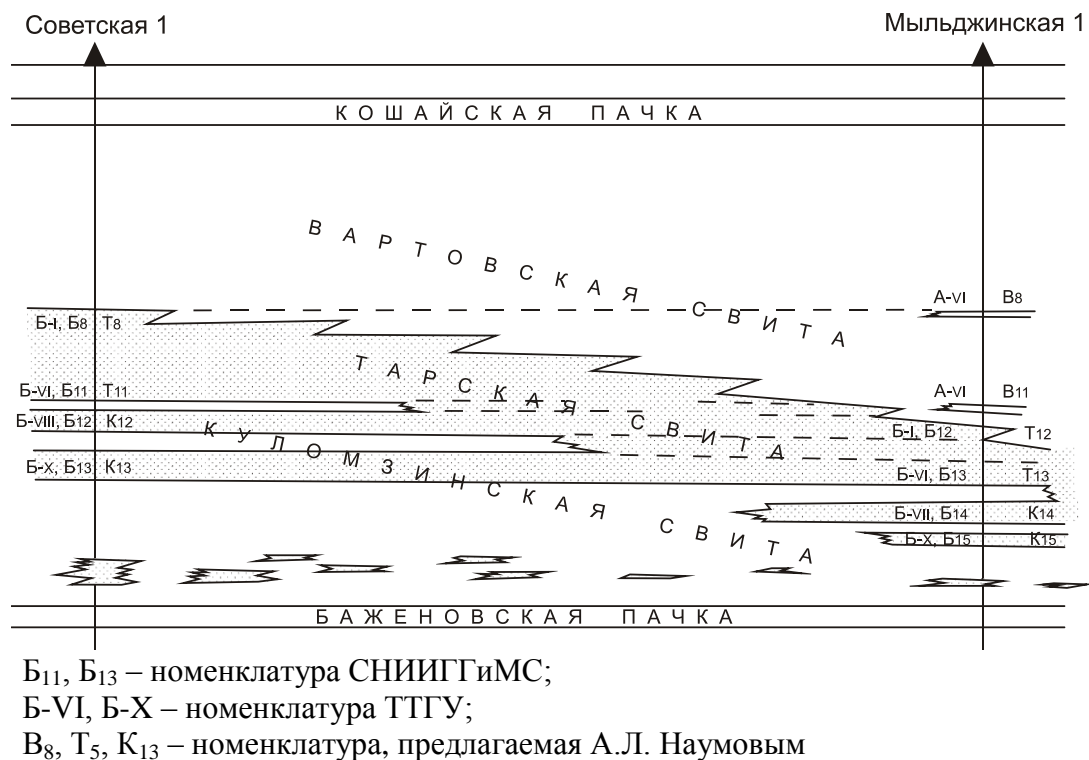 Советская 1
Мыльджинская 1
КОШАЙСКАЯ ПАЧКА
ВАРТОВСКАЯ СВИТА
А-VI В8
Б-I, Б8 Т8
ТАРСКАЯ СВИТА
Б-VI, Б11 Т11
А-VI В11
Б-VIII, Б12 К12
Б-I, Б12 Т12
КУЛОМЗИНСКАЯ СВИТА
Б-X, Б13 К13
Б-VI, Б13 Т13
Б-VII, Б14 К14
Б-X, Б15 К15
БАЖЕНОВСКАЯ ПАЧКА
Б₁₁, Б₁₃ – номенклатура СНИИГГиМС;
Б-VI, Б-X – номенклатура ТТГУ;
В₈, Т₅, К₁₃ – номенклатура, предлагаемая А.Л. Наумовым